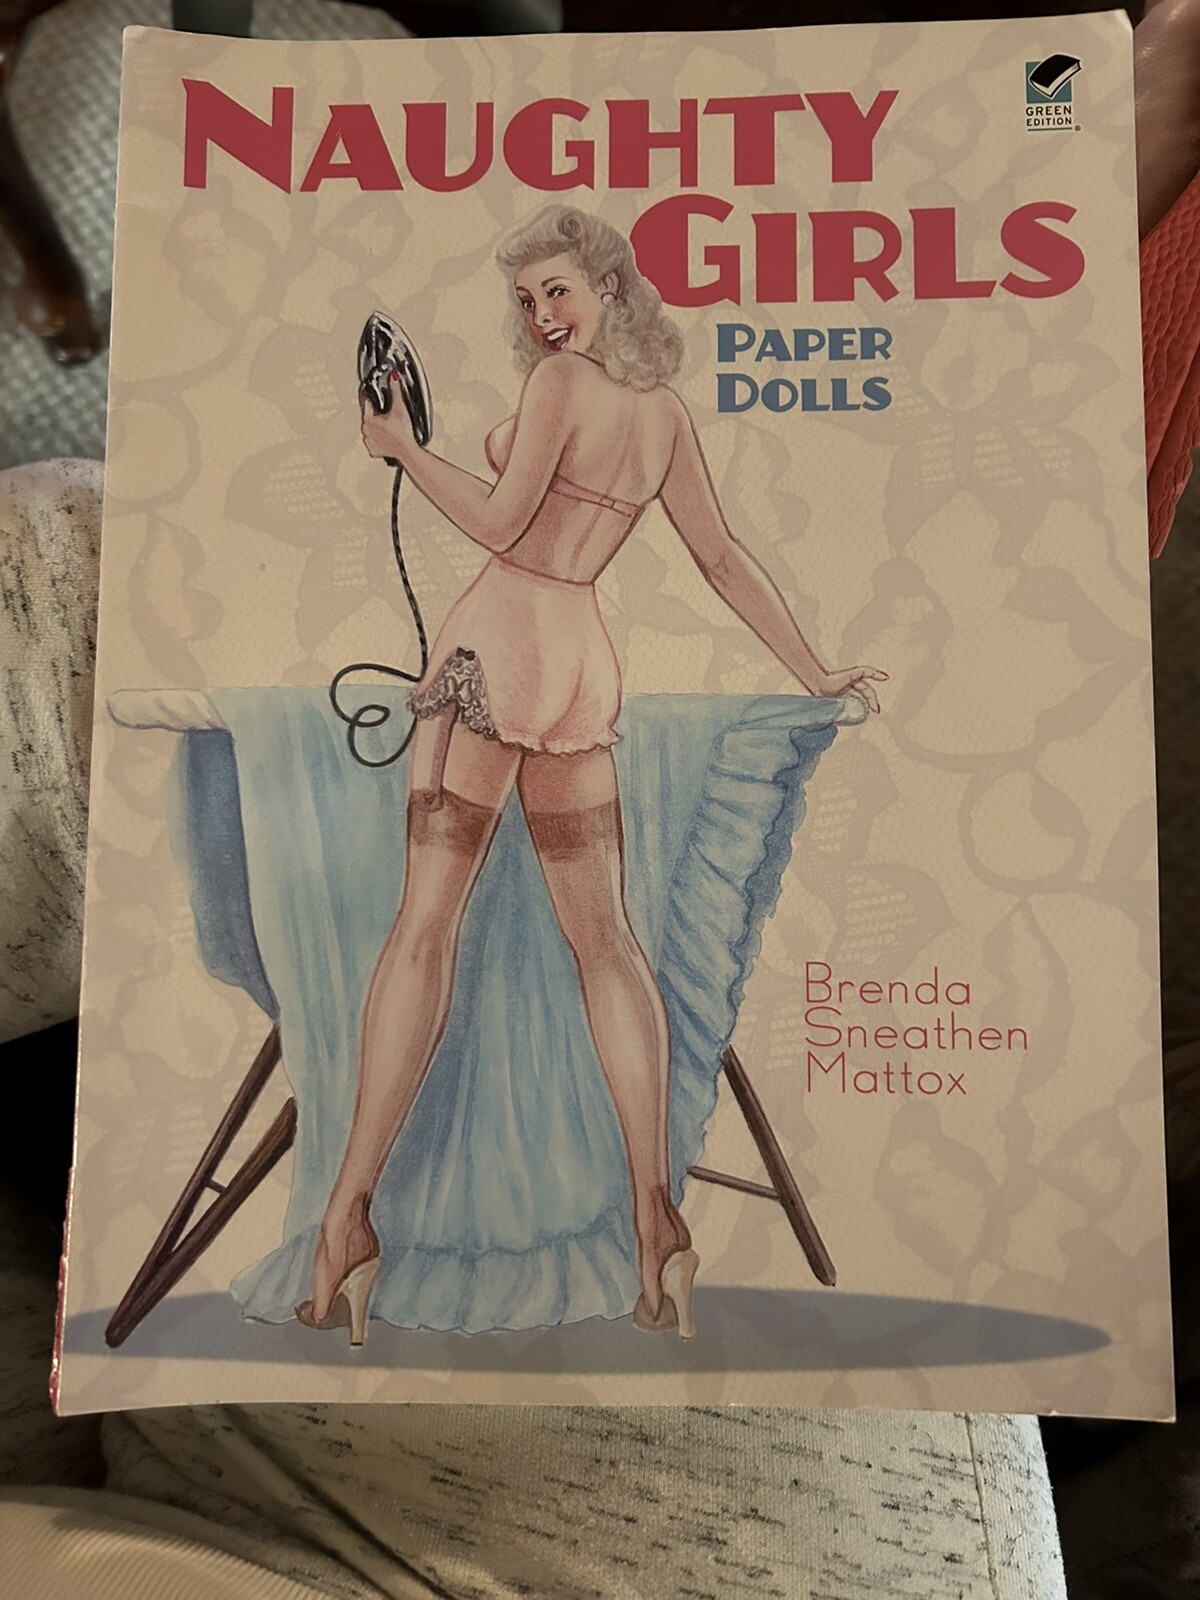 NAUGHTY
GIRLS
PAPER
DOLLS
GREEN
EDITION®
Brenda
Sneathen
Mattox